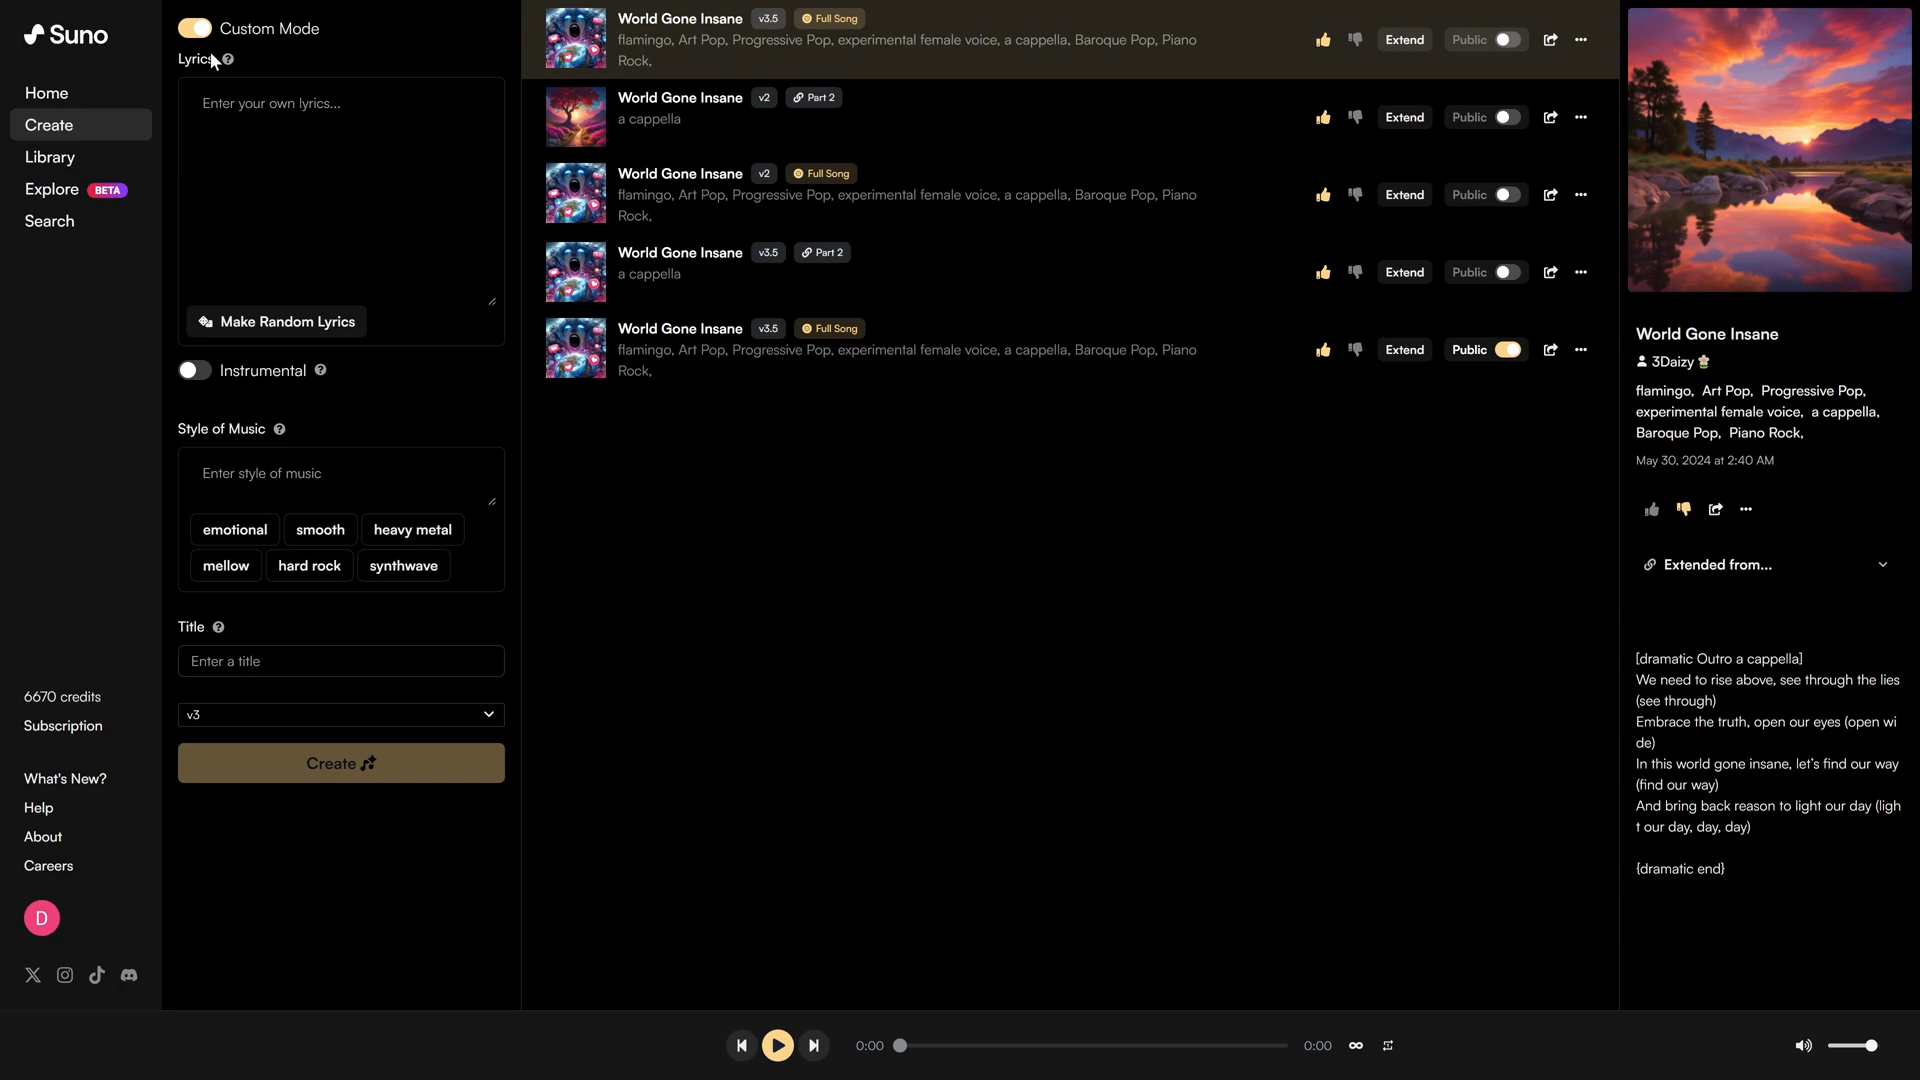 Suno
Home
Create
Library
Explore BETA
Search
6670 credits
Subscription
What's New?
Help
About
Careers
D
Custom Mode
Lyrics
Enter your own lyrics...
Make Random Lyrics
Instrumental
Style of Music
Enter style of music
emotional smooth heavy metal
mellow hard rock synthwave
Title
Enter a title
v3
Create
World Gone Insane v3.5 Full Song
flamingo, Art Pop, Progressive Pop, experimental female voice, a cappella, Baroque Pop, Piano
Rock,
Extend Public
World Gone Insane v2 Part 2
a cappella
Extend Public
World Gone Insane v2 Full Song
flamingo, Art Pop, Progressive Pop, experimental female voice, a cappella, Baroque Pop, Piano
Rock,
Extend Public
World Gone Insane v3.5 Part 2
a cappella
Extend Public
World Gone Insane v3.5 Full Song
flamingo, Art Pop, Progressive Pop, experimental female voice, a cappella, Baroque Pop, Piano
Rock,
Extend Public
World Gone Insane
3Daizy
flamingo, Art Pop, Progressive Pop,
experimental female voice, a cappella,
Baroque Pop, Piano Rock,
May 30, 2024 at 2:40 AM
Extended from...
[dramatic Outro a cappella]
We need to rise above, see through the lies
(see through)
Embrace the truth, open our eyes (open wi
de)
In this world gone insane, let's find our way
(find our way)
And bring back reason to light our day (ligh
t our day, day, day)
{dramatic end}
0:00 0:00